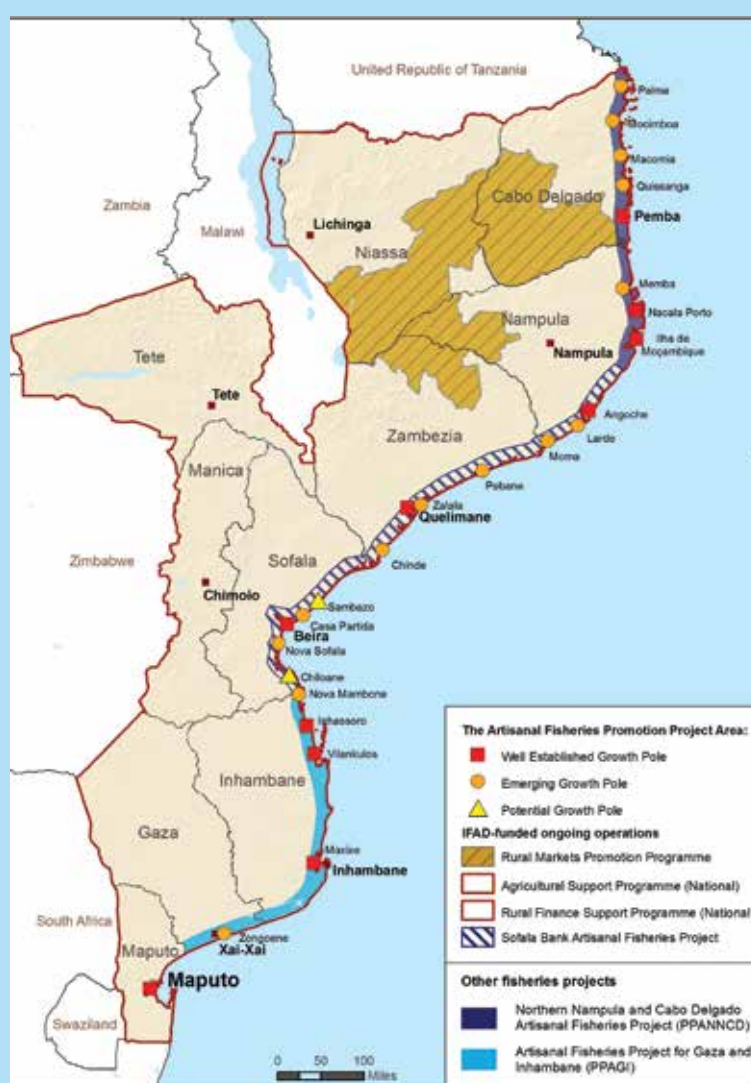 United Republic of Tanzania
Palma
Mocimboa
Macomia
Zambia
Quissanga
Cabo Delgado
Malawi
Lichinga
Pemba
Niassa
Memba
Nampula
Nacala Porto
Tete
Nampula
Ilha de
Moçambique
Tete
Angoche
Zambezia
Larde
Manica
Moma
Pebane
Zalala
Quelimane
Zimbabwe
Sofala
Chinde
Chimoio
Sambazo
Casa Partida
Beira
Nova Sofala
Chiloane
Nova Mambone
Inhassoro
Vilankulos
Inhambane
Gaza
Maxixe
Inhambane
South Africa
Zongoene
Xai-Xai
Maputo
Maputo
Swaziland
0 50 100
Miles
The Artisanal Fisheries Promotion Project Area:
Well Established Growth Pole
Emerging Growth Pole
Potential Growth Pole
IFAD-funded ongoing operations
Rural Markets Promotion Programme
Agricultural Support Programme (National)
Rural Finance Support Programme (National
Sofala Bank Artisanal Fisheries Project
Other fisheries projects
Northern Nampula and Cabo Delgado
Artisanal Fisheries Project (PPANNCD)
Artisanal Fisheries Project for Gaza and
Inhambane (PPAGI)